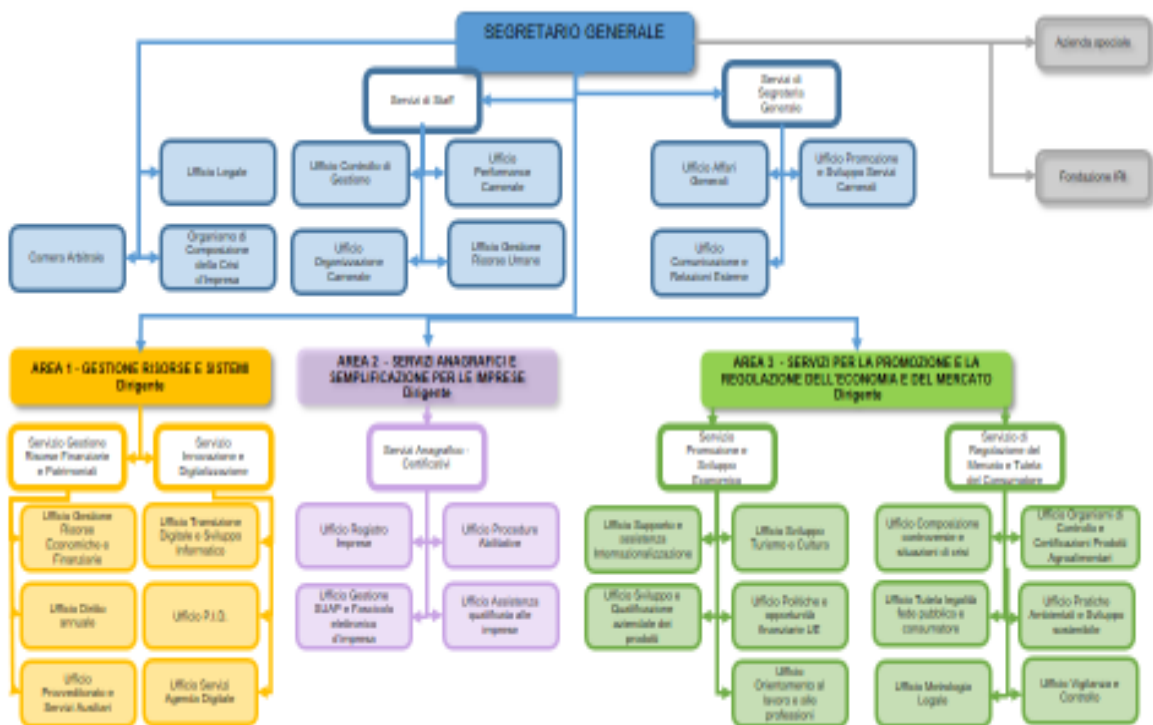 SEGRETARIO GENERALE
Azienda speciale
Servizi di Staff
Servizi di
Segreteria
Generale
Ufficio Legale
Ufficio Controllo di
Gestione
Ufficio
Performance
Camerale
Ufficio Affari
Generali
Ufficio Promozione
e Sviluppo Servizi
Camerali
Fondazione
Camera Arbitrale
Organismo di
Composizione
della Crisi
d'Impresa
Ufficio
Organizzazione
Camerale
Ufficio Gestione
Risorse Umane
Ufficio
Comunicazione e
Relazioni Esterne
AREA 1 - GESTIONE RISORSE E SISTEMI
Dirigente
AREA 2 - SERVIZI ANAGRAFICI E
SEMPLIFICAZIONE PER LE IMPRESE
Dirigente
AREA 3 - SERVIZI PER LA PROMOZIONE E LA
REGOLAZIONE DELL'ECONOMIA E DEL MERCATO
Dirigente
Servizio Gestione
Risorse Finanziarie
e Patrimoniali
Servizio
Innovazione e
Digitalizzazione
Servizi Anagrafico -
Certificativi
Servizio
Promozione e
Sviluppo
Economico
Servizio di
Regolazione del
Mercato e Tutela
del Consumatore
Ufficio Gestione
Risorse
Economiche e
Finanziarie
Ufficio Transizione
Digitale e Sviluppo
Informatico
Ufficio Registro
Imprese
Ufficio Procedure
Abilitative
Ufficio Supporto e
assistenza
Internazionalizzazione
Ufficio Sviluppo
Turismo e Cultura
Ufficio Composizione
controversie e
situazioni di crisi
Ufficio Organismi di
Controllo e
Certificazioni Prodotti
Agroalimentari
Ufficio Diritto
annuale
Ufficio P.I.D.
Ufficio Gestione
SUAP e Fascicolo
elettronico
d'impresa
Ufficio Assistenza
qualificata alle
imprese
Ufficio Sviluppo e
Qualificazione
aziendale dei
prodotti
Ufficio Politiche e
opportunità
finanziarie UE
Ufficio Tutela legalità
fede pubblica e
consumatore
Ufficio Pratiche
Ambientali e Sviluppo
sostenibile
Ufficio
Provveditorato e
Servizi Ausiliari
Ufficio Servizi
Agenda Digitale
Ufficio
Orientamento al
lavoro e alle
professioni
Ufficio Metrologia
Legale
Ufficio Vigilanza e
Controllo